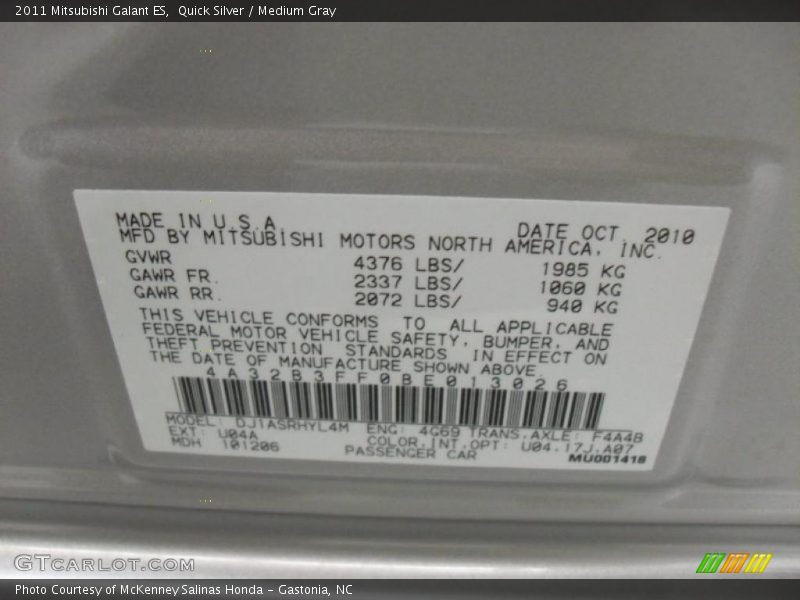 2011 Mitsubishi Galant ES,  Quick Silver / Medium Gray
MADE IN U.S.A DATE OCT. 2010
MFD BY MITSUBISHI MOTORS NORTH AMERICA, INC.
GVWR 4376 LBS/ 1985 KG
GAWR FR. 2337 LBS/ 1060 KG
GAWR RR. 2072 LBS/ 940 KG
THIS VEHICLE CONFORMS TO ALL APPLICABLE
FEDERAL MOTOR VEHICLE SAFETY, BUMPER, AND
THEFT PREVENTION STANDARDS IN EFFECT ON
THE DATE OF MANUFACTURE SHOWN ABOVE.
4A32B3FF0BE013026
MODEL: DJ1ASRHYL4M ENG: 4G69 TRANS.AXLE: F4A4B
EXT: U04A COLOR.INT.OPT: U04.17J.A07
MDH 101206 PASSENGER CAR MU001418
GTCARLOT.COM
Photo Courtesy of McKenney Salinas Honda - Gastonia, NC